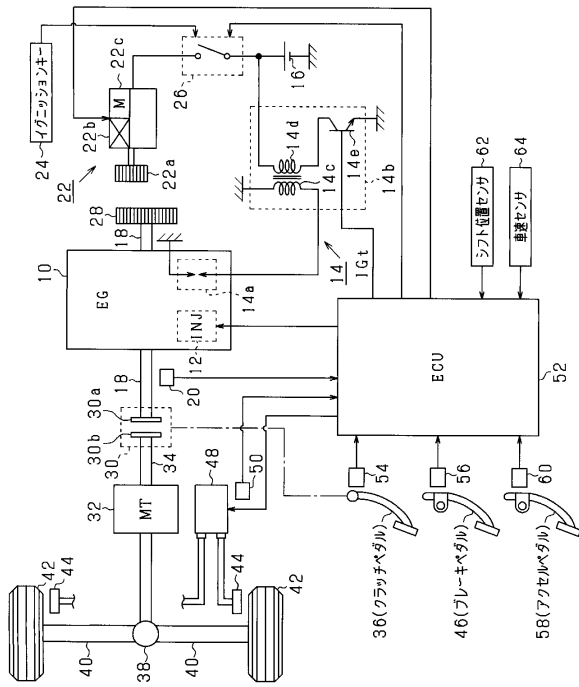 24
イグニッションキー
22
22b
M
22c
22a
26
16
28
18
10
EG
14a
12
INJ
14
IGt
14b
14c
14d
14e
62
シフト位置センサ
64
車速センサ
ECU
52
18
20
30a
30b
30
34
32
MT
48
50
42
44
40
38
40
44
42
54
56
60
36(クラッチペダル)
46(ブレーキペダル)
58(アクセルペダル)